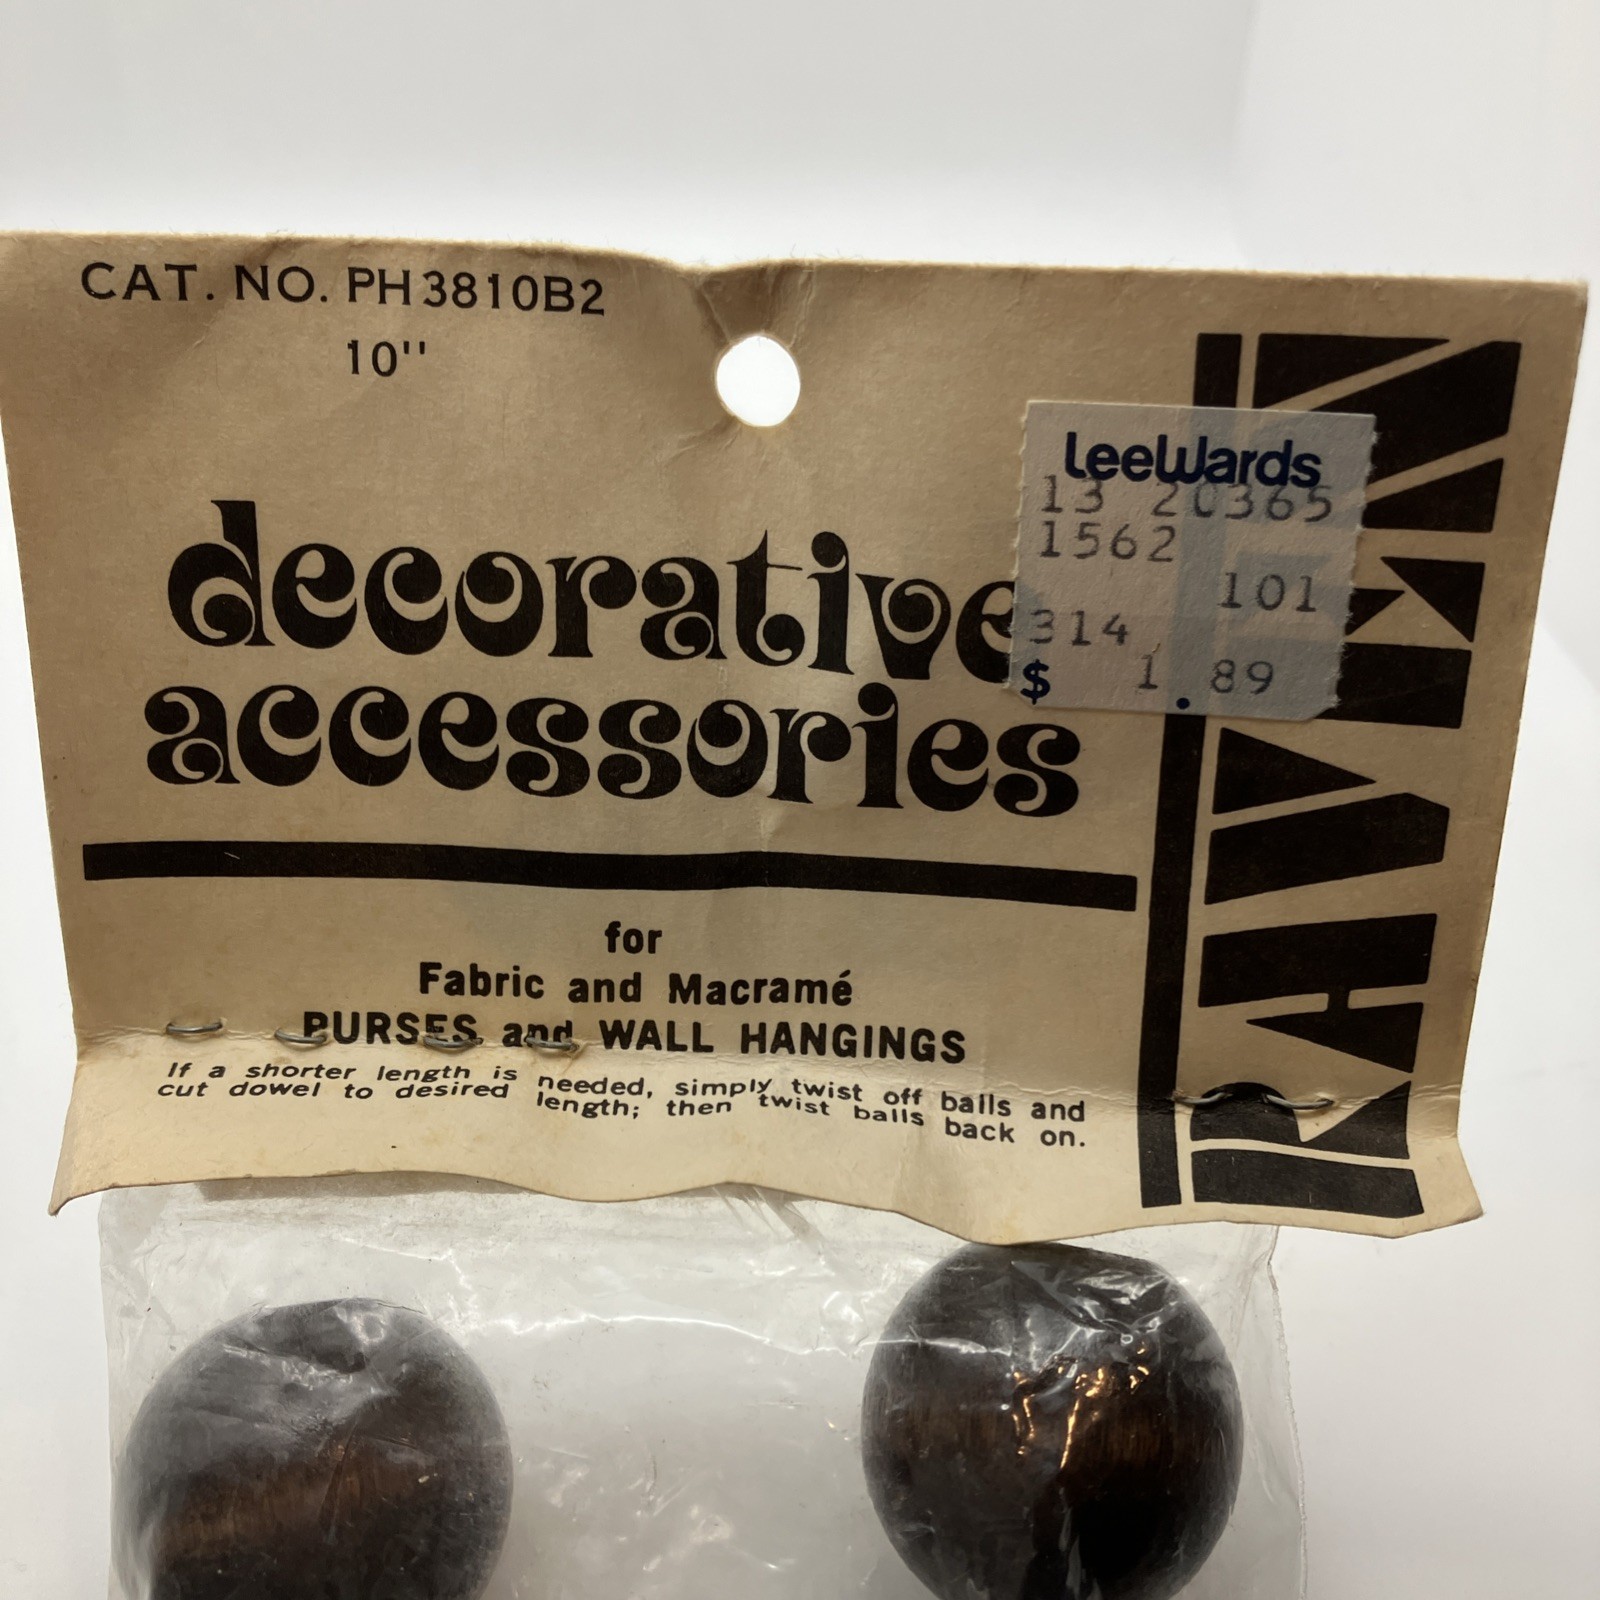 CAT. NO. PH3810B2
10"
decorative
accessories
for
Fabric and Macramé
PURSES and WALL HANGINGS
If a shorter length is needed, simply twist off balls and
cut dowel to desired length; then twist balls back on.
LeeWards
13 20365
1562
101
314
$ 1.89